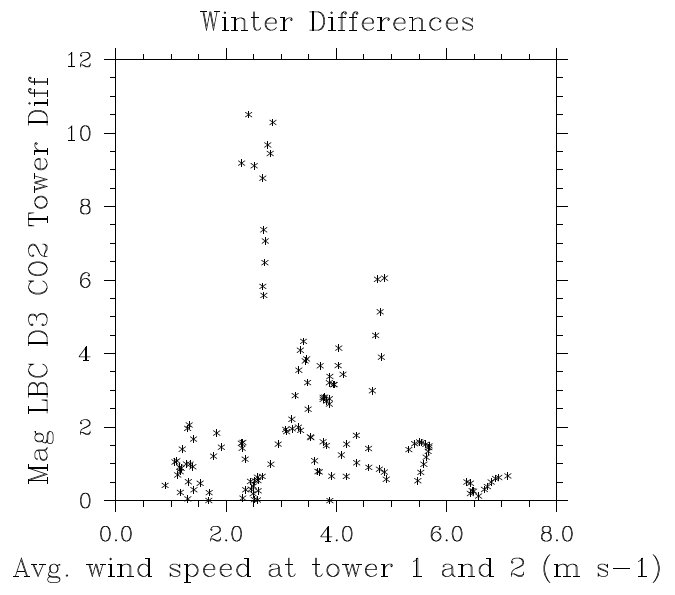 Winter Differences
Mag LBC D3 CO2 Tower Diff
12
10
8
6
4
2
0
0.0 2.0 4.0 6.0 8.0
Avg. wind speed at tower 1 and 2 (m s−1)